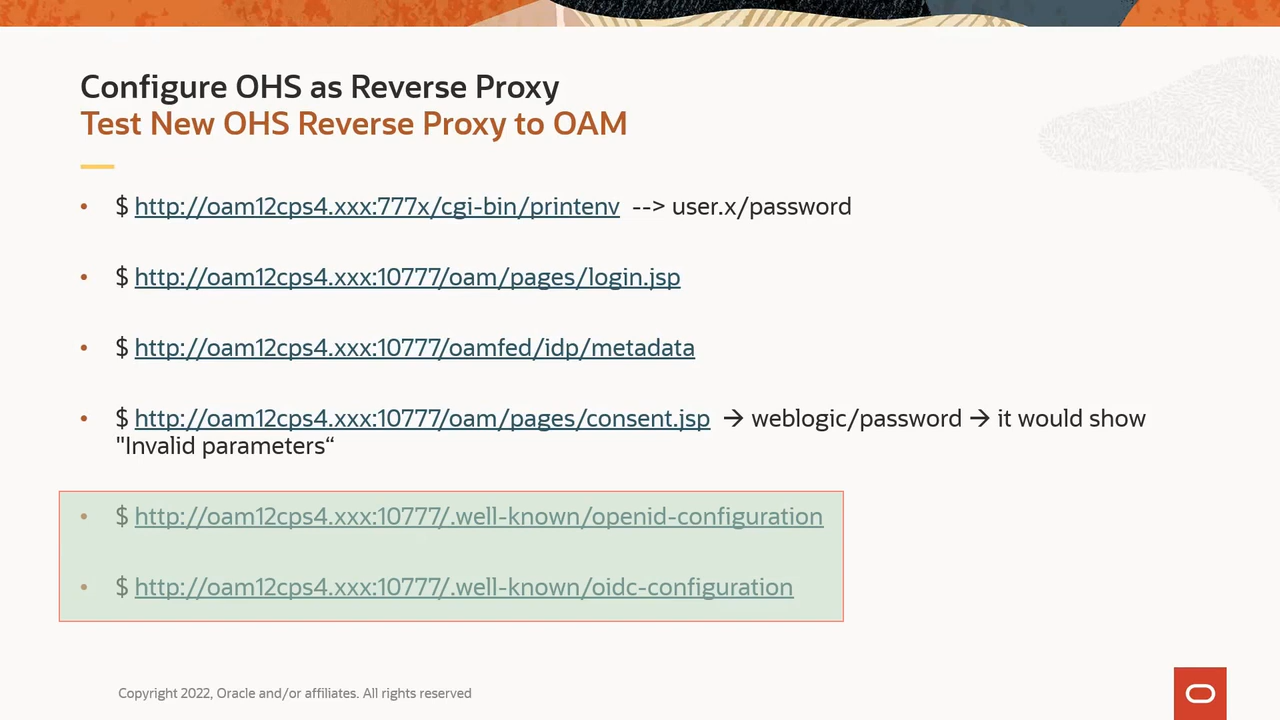 Configure OHS as Reverse Proxy
Test New OHS Reverse Proxy to OAM
• $ http://oam12cps4.xxx:777x/cgi-bin/printenv --> user.x/password
• $ http://oam12cps4.xxx:10777/oam/pages/login.jsp
• $ http://oam12cps4.xxx:10777/oamfed/idp/metadata
• $ http://oam12cps4.xxx:10777/oam/pages/consent.jsp → weblogic/password → it would show
"Invalid parameters“
• $ http://oam12cps4.xxx:10777/.well-known/openid-configuration
• $ http://oam12cps4.xxx:10777/.well-known/oidc-configuration
Copyright 2022, Oracle and/or affiliates. All rights reserved